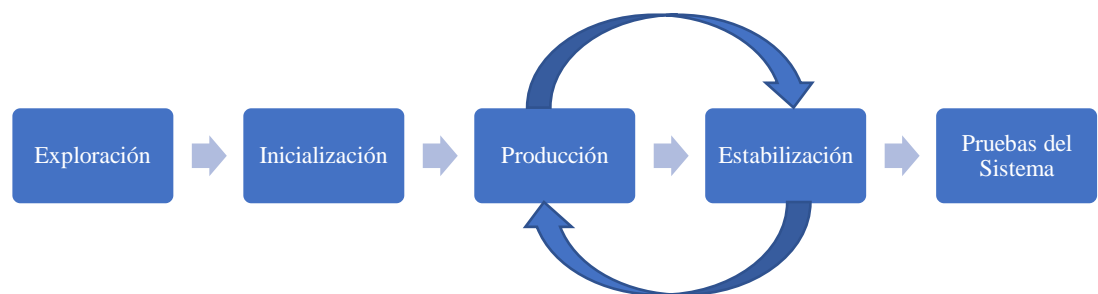 Exploración
Inicialización
Producción
Estabilización
Pruebas del
Sistema